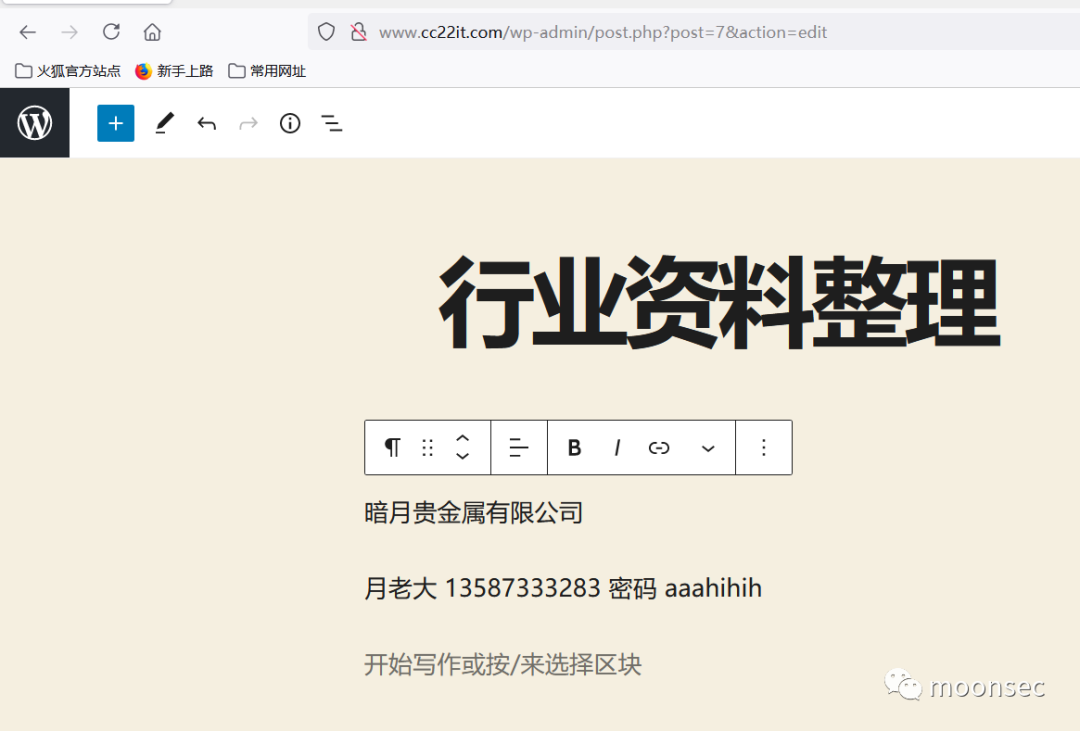 www.cc22it.com/wp-admin/post.php?post=7&action=edit
火狐官方站点 新手上路 常用网址
行业资料整理
B I
暗月贵金属有限公司
月老大 13587333283 密码 aaahihih
开始写作或按/来选择区块
moonsec